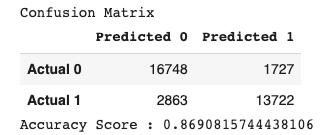 Confusion Matrix
Predicted 0 Predicted 1
Actual 0 16748 1727
Actual 1 2863 13722
Accuracy Score : 0.8690815744438106